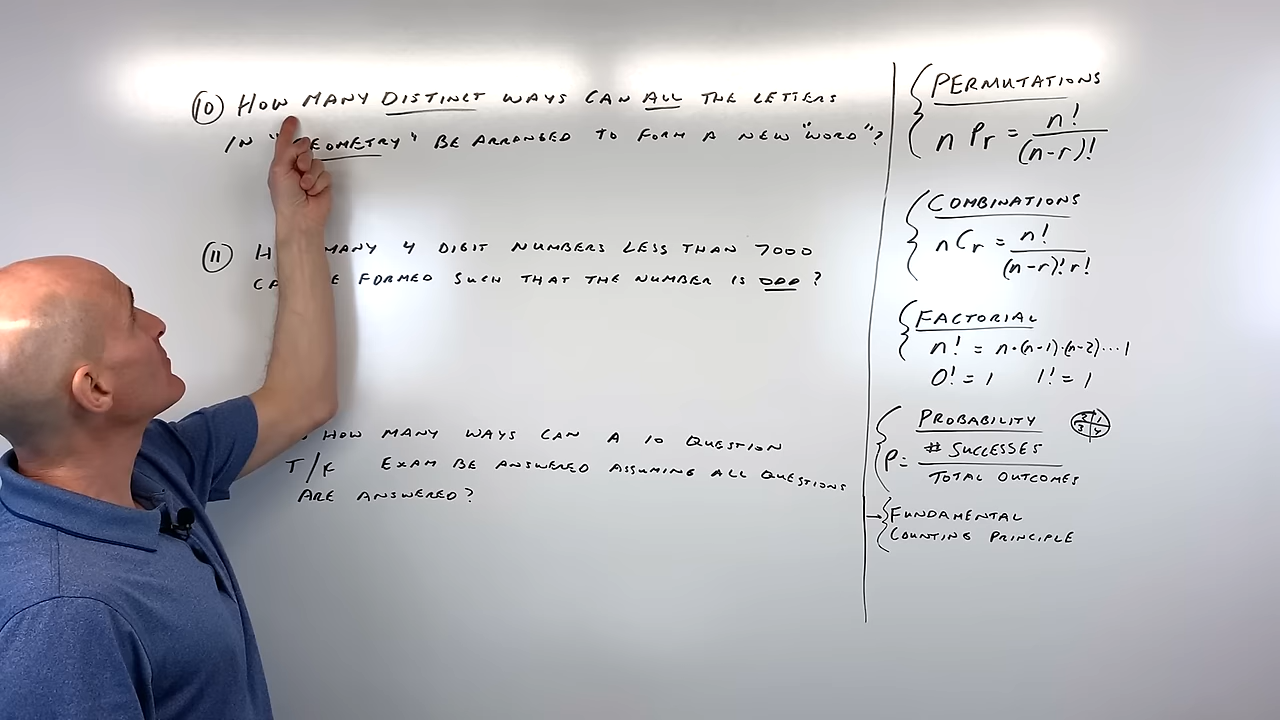 10 HOW MANY DISTINCT WAYS CAN ALL THE LETTERS
IN "GEOMETRY" BE ARRANGED TO FORM A NEW "WORD"?
11 MANY 4 DIGIT NUMBERS LESS THAN 7000
FORMED SUCH THAT THE NUMBER IS ODD?
HOW MANY WAYS CAN A 10 QUESTION
T/F EXAM BE ANSWERED ASSUMING ALL QUESTIONS
ARE ANSWERED?
PERMUTATIONS
nPr = n!/(n-r)!
COMBINATIONS
nCr = n!/(n-r)!r!
FACTORIAL
n! = n·(n-1)·(n-2)...1
0! = 1 1! = 1
PROBABILITY
P = # SUCCESSES / TOTAL OUTCOMES
FUNDAMENTAL
COUNTING PRINCIPLE